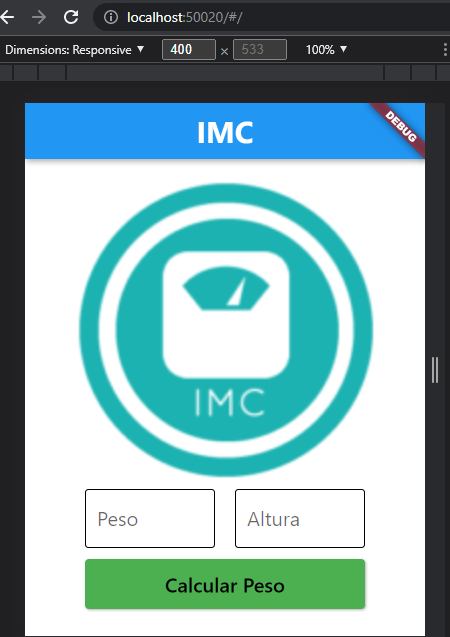 localhost:50020/#/
Dimensions: Responsive ▼ 400 × 533 100% ▼
IMC
DEBUG
IMC
Peso Altura
Calcular Peso